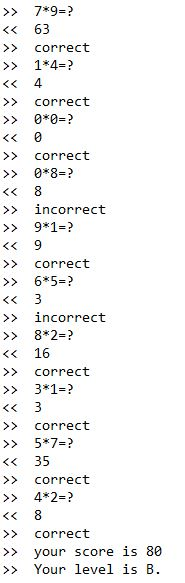 >> 7*9=?
<< 63
>> correct
>> 1*4=?
<< 4
>> correct
>> 0*0=?
<< 0
>> correct
>> 0*8=?
<< 8
>> incorrect
>> 9*1=?
<< 9
>> correct
>> 6*5=?
<< 3
>> incorrect
>> 8*2=?
<< 16
>> correct
>> 3*1=?
<< 3
>> correct
>> 5*7=?
<< 35
>> correct
>> 4*2=?
<< 8
>> correct
>> your score is 80
>> Your level is B.